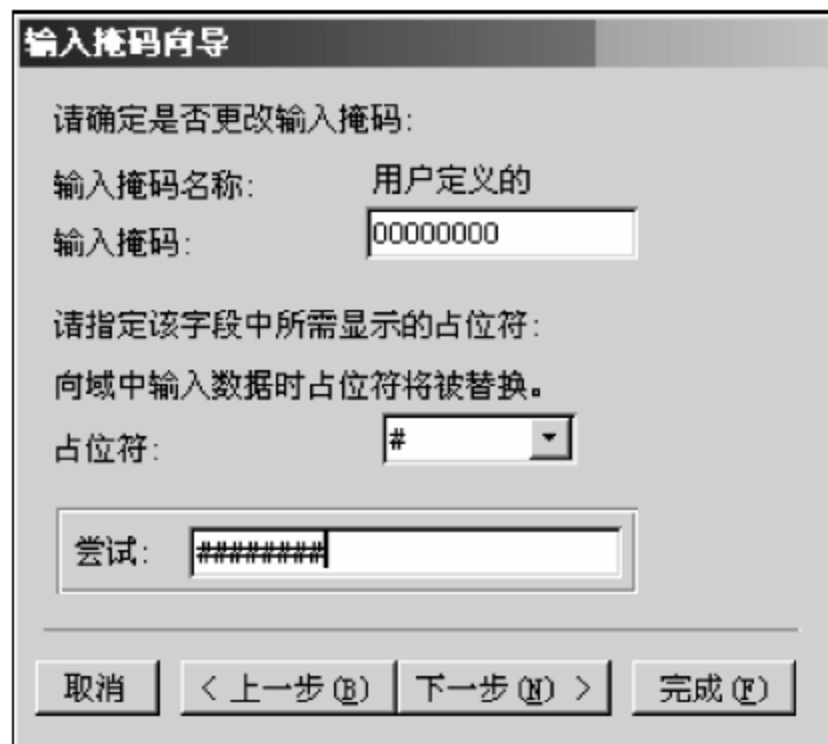 输入掩码向导
请确定是否更改输入掩码:
输入掩码名称: 用户定义的
输入掩码: 00000000
请指定该字段中所需显示的占位符:
向域中输入数据时占位符将被替换。
占位符: #
尝试: ########
取消 < 上一步(B) 下一步(N) > 完成(F)